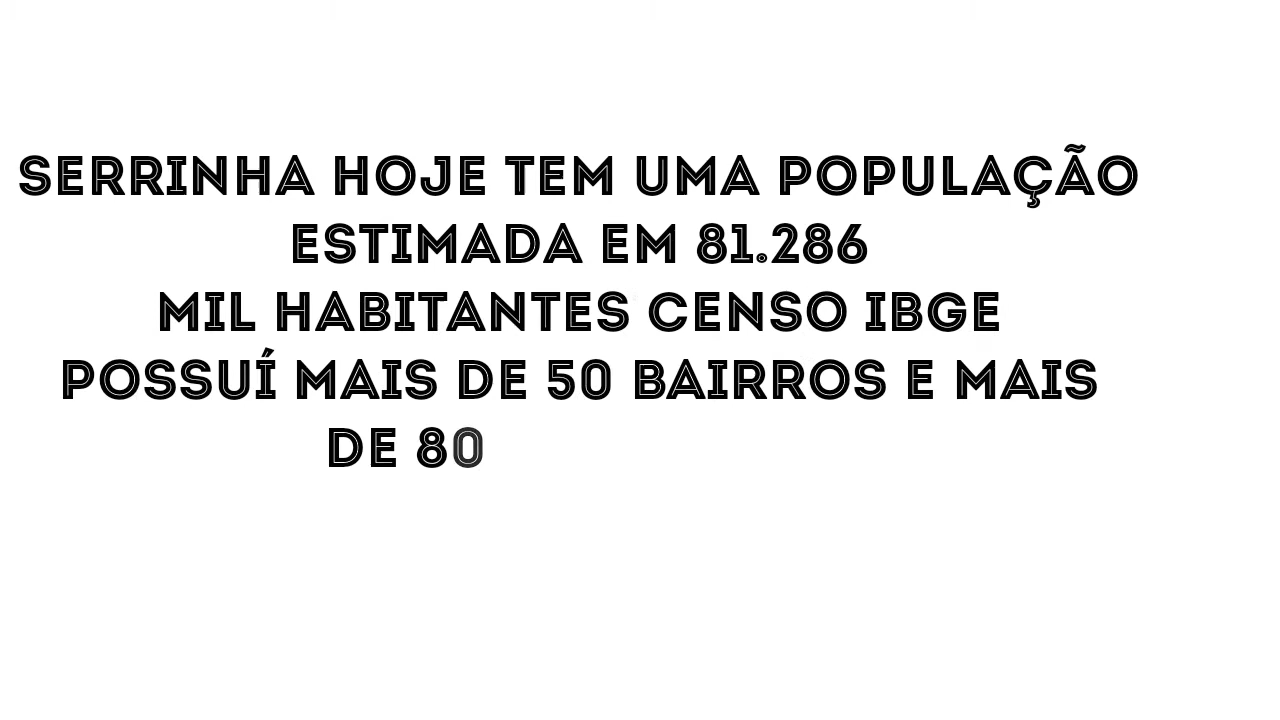 SERRINHA HOJE TEM UMA POPULAÇÃO
ESTIMADA EM 81.286
MIL HABITANTES CENSO IBGE
POSSUÍ MAIS DE 50 BAIRROS E MAIS
DE 80